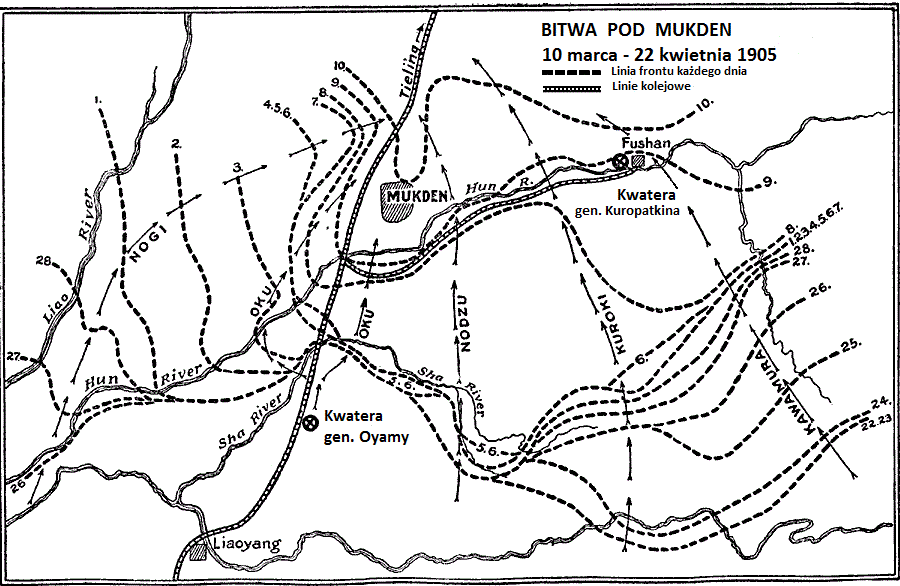 BITWA POD MUKDEN
10 marca - 22 kwietnia 1905
Linia frontu każdego dnia
Linie kolejowe
1.
2.
3.
4.5.6.
7.
8.
9.
10.
Tieling
10.
Fushan
MUKDEN
Hun R.
Kwatera
gen. Kuropatkina
9.
Liao River
NOGI
8.
1.2.3.4.5.6.7.
28.
27.
28
26.
OKU
OKU
NODZU
KUROKI
KAWAIMURA
6.
25.
27.
Hun River
Sha River
5.6.
Sha River
Kwatera
gen. Oyamy
24.
22.23.
5.6.
26
Liaoyang